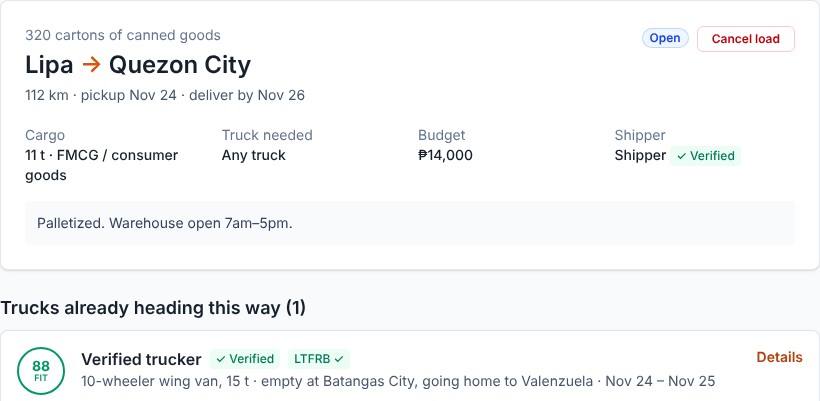 320 cartons of canned goods
Open
Cancel load
Lipa → Quezon City
112 km · pickup Nov 24 · deliver by Nov 26
Cargo
11 t · FMCG / consumer
goods
Truck needed
Any truck
Budget
₱14,000
Shipper
Shipper ✓ Verified
Palletized. Warehouse open 7am–5pm.
Trucks already heading this way (1)
88
FIT
Verified trucker ✓ Verified LTFRB ✓
Details
10-wheeler wing van, 15 t · empty at Batangas City, going home to Valenzuela · Nov 24 – Nov 25